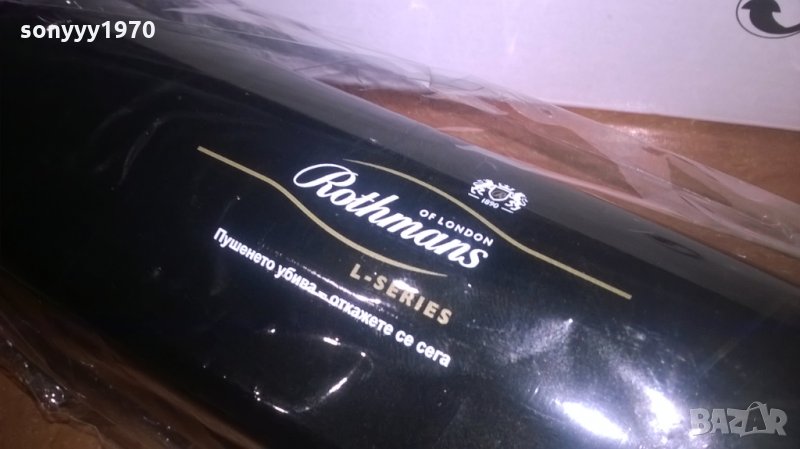 sonyyy1970
1890
OF LONDON
Rothmans
L-SERIES
Пушенето убива – откажете се сега
BAZAR